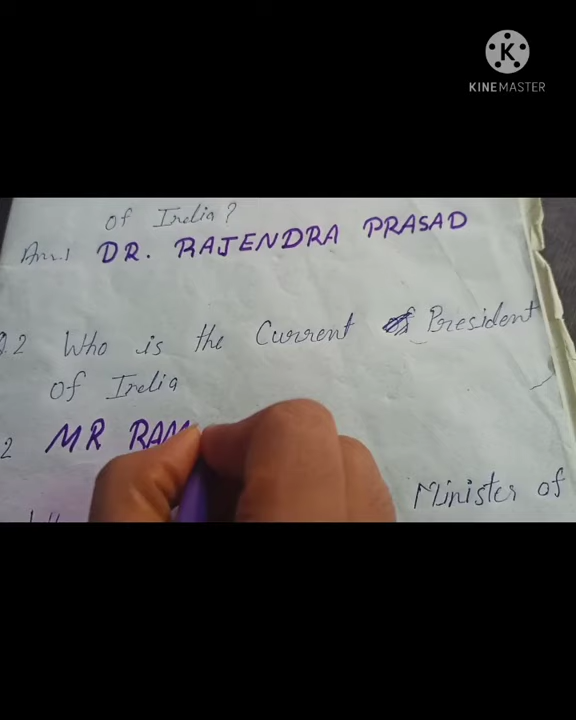 K
KINEMASTER
of India?
Ans.1 DR. RAJENDRA PRASAD
Q.2 Who is the Current of President
of India
2 MR RAM
Minister of